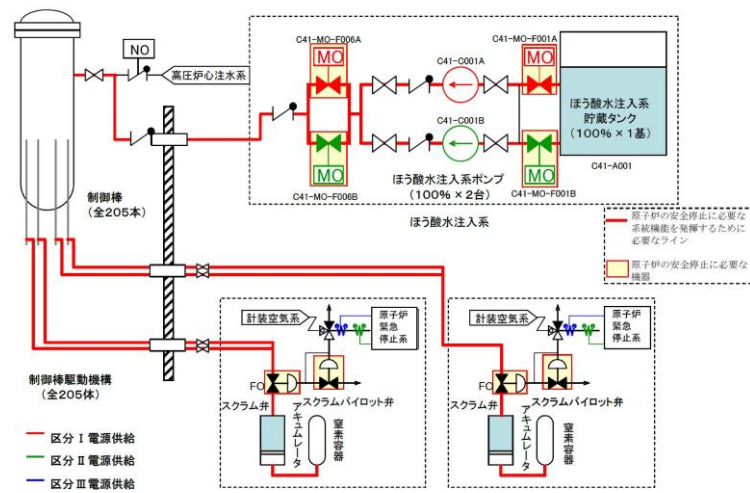 NO
高圧炉心注水系
C41-MO-F006A
MO
C41-C001A
C41-MO-F001A
MO
ほう酸水注入系
貯蔵タンク
(100%×1基)
C41-A001
C41-C001B
MO
C41-MO-F006B
ほう酸水注入系ポンプ
(100%×2台)
MO
C41-MO-F001B
ほう酸水注入系
制御棒
(全205本)
原子炉の安全停止に必要な
系統機能を発揮するために
必要なライン
原子炉の安全停止に必要な
機器
計装空気系
原子炉
緊急
停止系
FO
スクラム弁
スクラムパイロット弁
アキュムレータ
窒素容器
計装空気系
原子炉
緊急
停止系
FO
スクラム弁
スクラムパイロット弁
アキュムレータ
窒素容器
制御棒駆動機構
(全205体)
区分Ⅰ電源供給
区分Ⅱ電源供給
区分Ⅲ電源供給